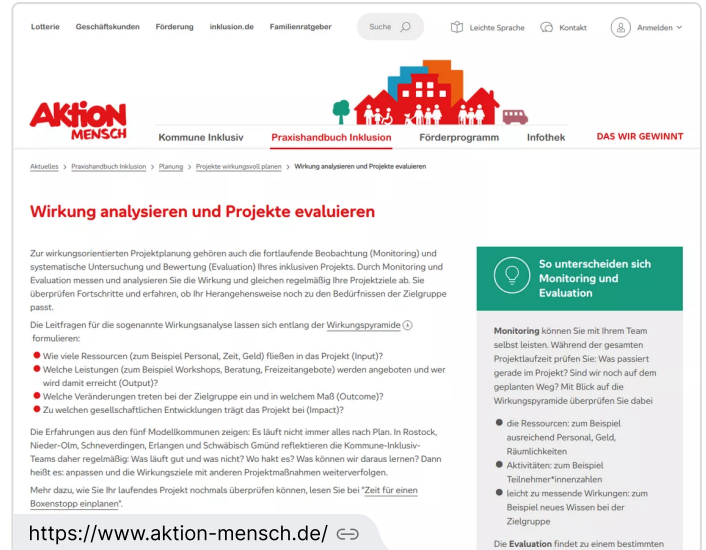 Lotterie Geschäftskunden Förderung inklusion.de Familienratgeber Suche Leichte Sprache Kontakt Anmelden
AKTION
MENSCH
Kommune Inklusiv Praxishandbuch Inklusion Förderprogramm Infothek DAS WIR GEWINNT
Aktuelles > Praxishandbuch Inklusion > Planung > Projekte wirkungsvoll planen > Wirkung analysieren und Projekte evaluieren
Wirkung analysieren und Projekte evaluieren
Zur wirkungsorientierten Projektplanung gehören auch die fortlaufende Beobachtung (Monitoring) und
systematische Untersuchung und Bewertung (Evaluation) Ihres inklusiven Projekts. Durch Monitoring und
Evaluation messen und analysieren Sie die Wirkung und gleichen regelmäßig Ihre Projektziele ab. Sie
überprüfen Fortschritte und erfahren, ob Ihr Herangehensweise noch zu den Bedürfnissen der Zielgruppe
passt.
Die Leitfragen für die sogenannte Wirkungsanalyse lassen sich entlang der Wirkungspyramide
formulieren:
● Wie viele Ressourcen (zum Beispiel Personal, Zeit, Geld) fließen in das Projekt (Input)?
● Welche Leistungen (zum Beispiel Workshops, Beratung, Freizeitangebote) werden angeboten und wer
wird damit erreicht (Output)?
● Welche Veränderungen treten bei der Zielgruppe ein und in welchem Maß (Outcome)?
● Zu welchen gesellschaftlichen Entwicklungen trägt das Projekt bei (Impact)?
Die Erfahrungen aus den fünf Modellkommunen zeigen: Es läuft nicht immer alles nach Plan. In Rostock,
Nieder-Olm, Schneverdingen, Erlangen und Schwäbisch Gmünd reflektieren die Kommune-Inklusiv-
Teams daher regelmäßig: Was läuft gut und was nicht? Wo hakt es? Was können wir daraus lernen? Dann
heißt es: anpassen und die Wirkungsziele mit anderen Projektmaßnahmen weiterverfolgen.
Mehr dazu, wie Sie Ihr laufendes Projekt nochmals überprüfen können, lesen Sie bei "Zeit für einen
Boxenstopp einplanen".
So unterscheiden sich
Monitoring und
Evaluation
Monitoring können Sie mit Ihrem Team
selbst leisten. Während der gesamten
Projektlaufzeit prüfen Sie: Was passiert
gerade im Projekt? Sind wir noch auf dem
geplanten Weg? Mit Blick auf die
Wirkungspyramide überprüfen Sie dabei
● die Ressourcen: zum Beispiel
ausreichend Personal, Geld,
Räumlichkeiten
● Aktivitäten: zum Beispiel
Teilnehmer*innenzahlen
● leicht zu messende Wirkungen: zum
Beispiel neues Wissen bei der
Zielgruppe
Die Evaluation findet zu einem bestimmten
https://www.aktion-mensch.de/